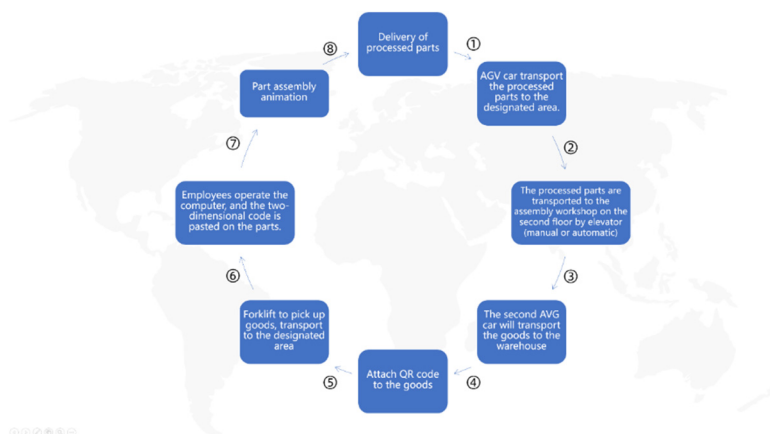 Delivery of
processed parts
①
AGV car transport
the processed
parts to the
designated area.
②
The processed parts are
transported to the
assembly workshop on the
second floor by elevator
(manual or automatic)
③
The second AVG
car will transport
the goods to the
warehouse
④
Attach QR code
to the goods
⑤
Forklift to pick up
goods, transport
to the designated
area
⑥
Employees operate the
computer, and the two-
dimensional code is
pasted on the parts.
⑦
Part assembly
animation
⑧